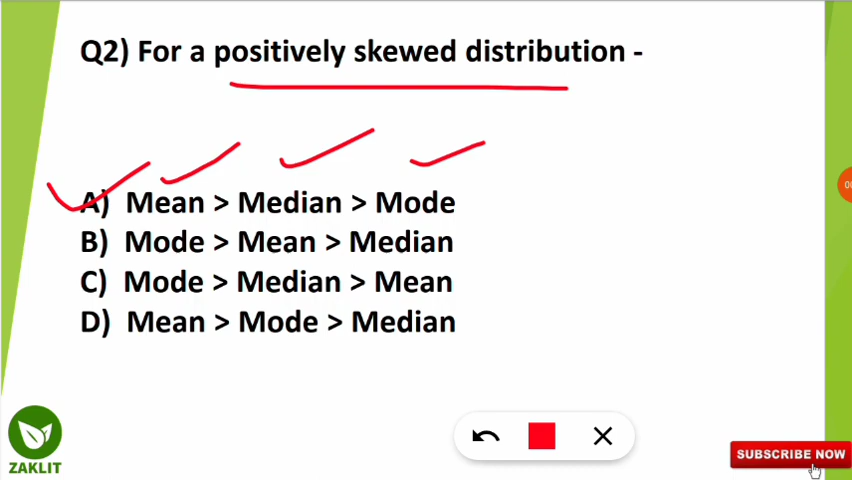 Q2) For a positively skewed distribution -
A) Mean > Median > Mode
B) Mode > Mean > Median
C) Mode > Median > Mean
D) Mean > Mode > Median
ZAKLIT
SUBSCRIBE NOW